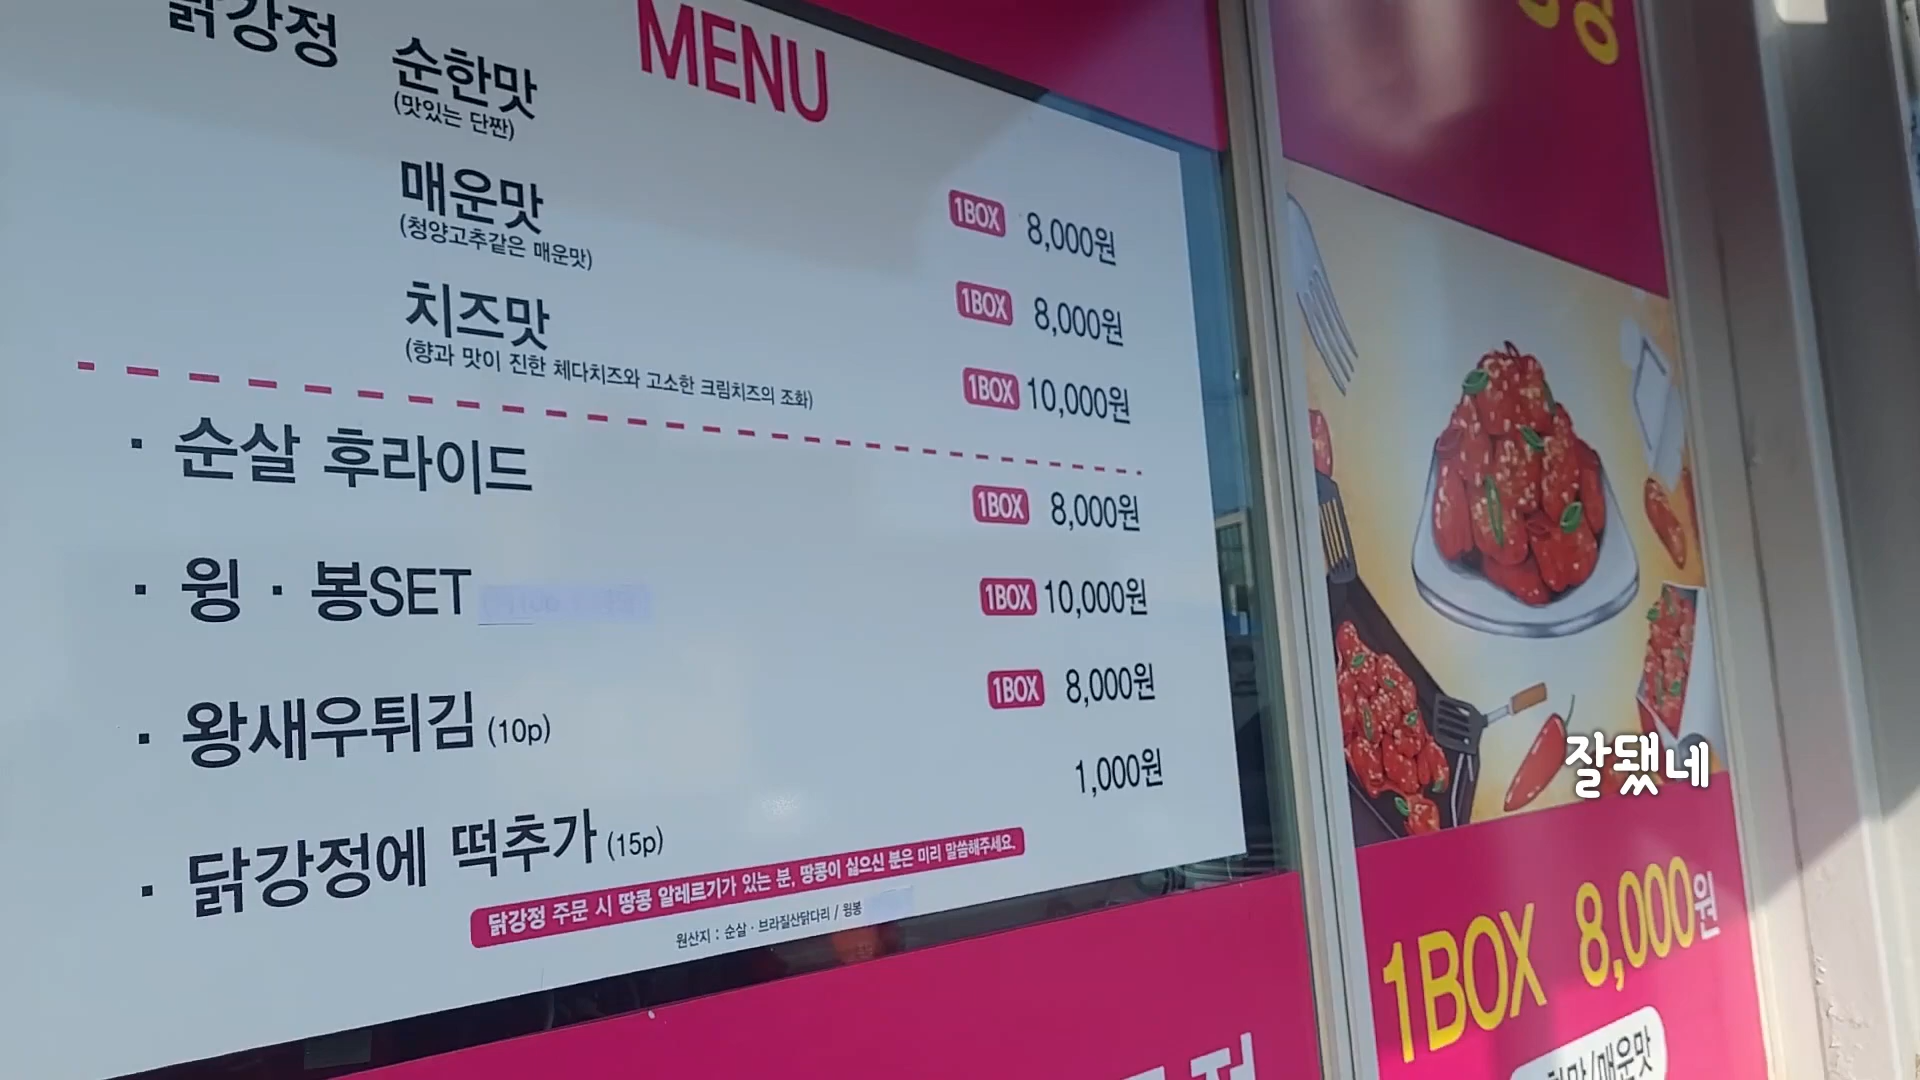 MENU
닭강정 순한맛
(맛있는 단짠)
1BOX 8,000원
매운맛
(청양고추같은 매운맛)
1BOX 8,000원
치즈맛
(향과 맛이 진한 체다치즈와 고소한 크림치즈의 조화)
1BOX 10,000원
· 순살 후라이드
1BOX 8,000원
· 윙 · 봉SET
1BOX 10,000원
· 왕새우튀김 (10p)
1BOX 8,000원
· 닭강정에 떡추가 (15p)
1,000원
닭강정 주문 시 땅콩 알레르기가 있는 분, 땅콩이 싫으신 분은 미리 말씀해주세요.
원산지 : 순살 · 브라질산닭다리 / 윙봉
잘됐네
1BOX 8,000원
/매운맛